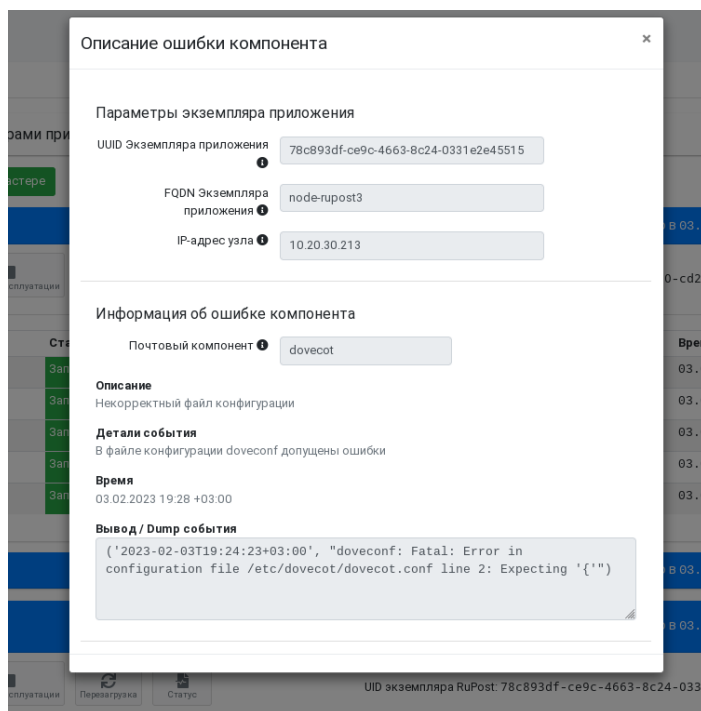 Описание ошибки компонента
×
Параметры экземпляра приложения
UUID Экземпляра приложения
78c893df-ce9c-4663-8c24-0331e2e45515
FQDN Экземпляра
приложения
node-rupost3
IP-адрес узла
10.20.30.213
Информация об ошибке компонента
Почтовый компонент
dovecot
Описание
Некорректный файл конфигурации
Детали события
В файле конфигурации doveconf допущены ошибки
Время
03.02.2023 19:28 +03:00
Вывод / Dump события
('2023-02-03T19:24:23+03:00', "doveconf: Fatal: Error in
configuration file /etc/dovecot/dovecot.conf line 2: Expecting '{'")
Перезагрузка
Статус
UID экземпляра RuPost: 78c893df-ce9c-4663-8c24-033